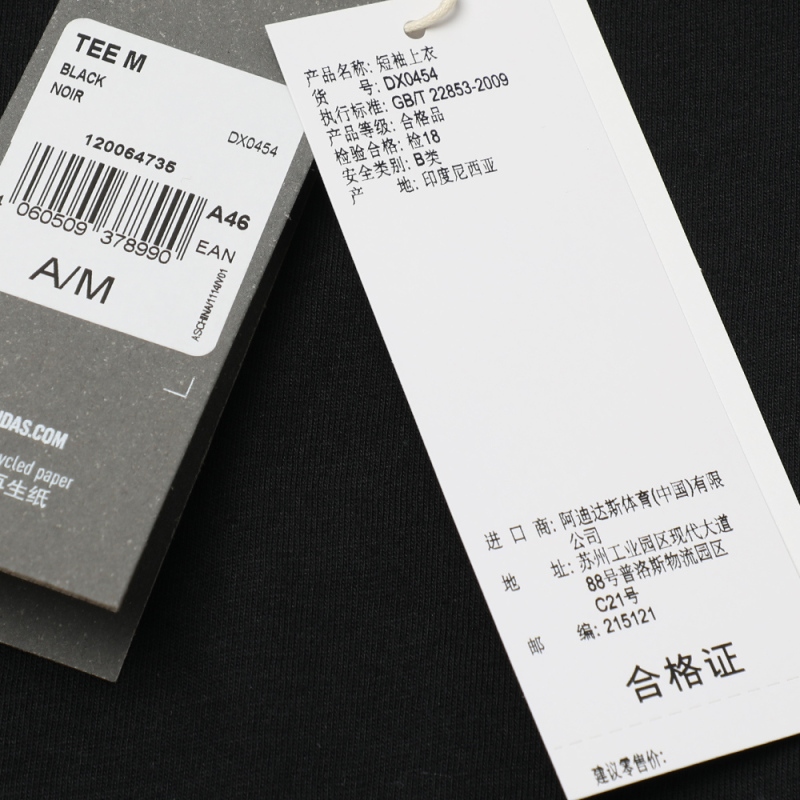 TEE M
BLACK
NOIR
DX0454
120064735
060509 378990
A46
EAN
A/M
ASCHINA/1114/V01
DAS.COM
ycled paper
生纸
产品名称: 短袖上衣
货 号: DX0454
执行标准: GB/T 22853-2009
产品等级: 合格品
检验合格: 检18
安全类别: B类
产 地: 印度尼西亚
进 口 商: 阿迪达斯体育(中国)有限
公司
地 址: 苏州工业园区现代大道
88号普洛斯物流园区
C21号
邮 编: 215121
合格证
建议零售价: